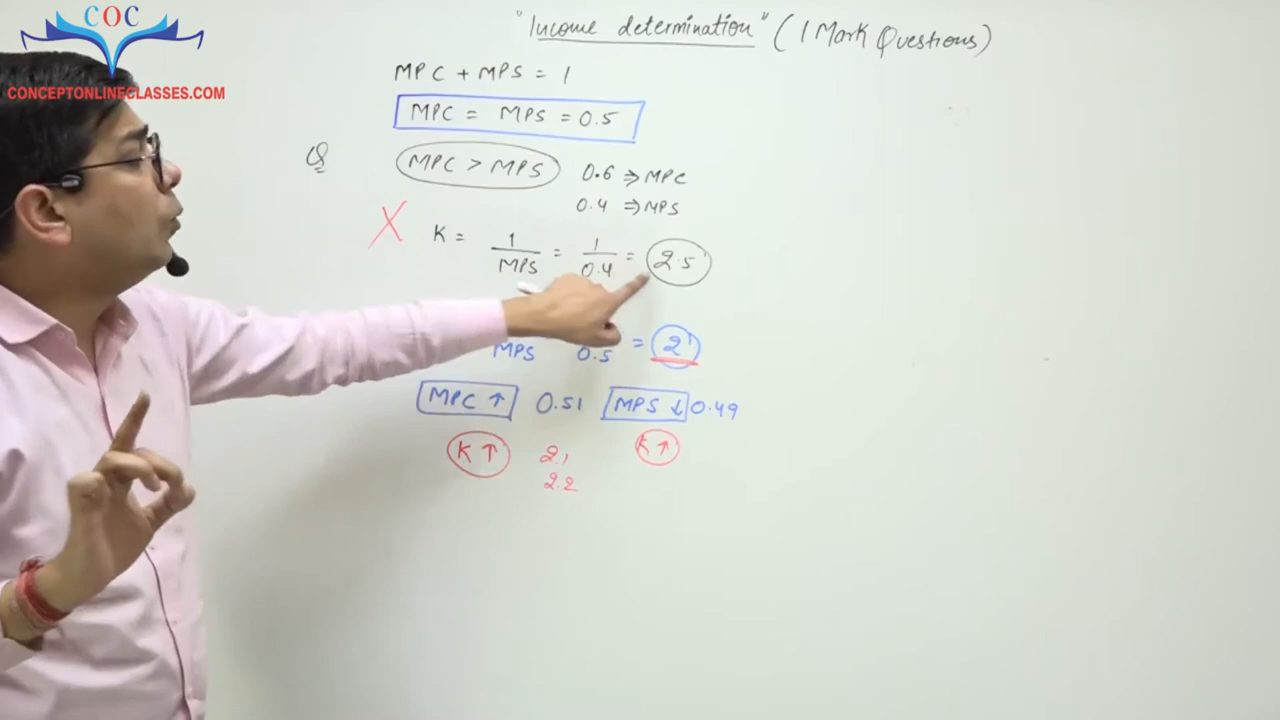 COC
CONCEPTONLINECLASSES.COM
"Income determination" (1 Mark Questions)
MPC + MPS = 1
MPC = MPS = 0.5
Q
MPC > MPS 0.6 ⇒ MPC
0.4 ⇒ MPS
X K = 1/MPS = 1/0.4 = 2.5
MPS 0.5 = 2
MPC ↑ 0.51 MPS ↓ 0.49
K ↑ 2.1 K ↑
2.2